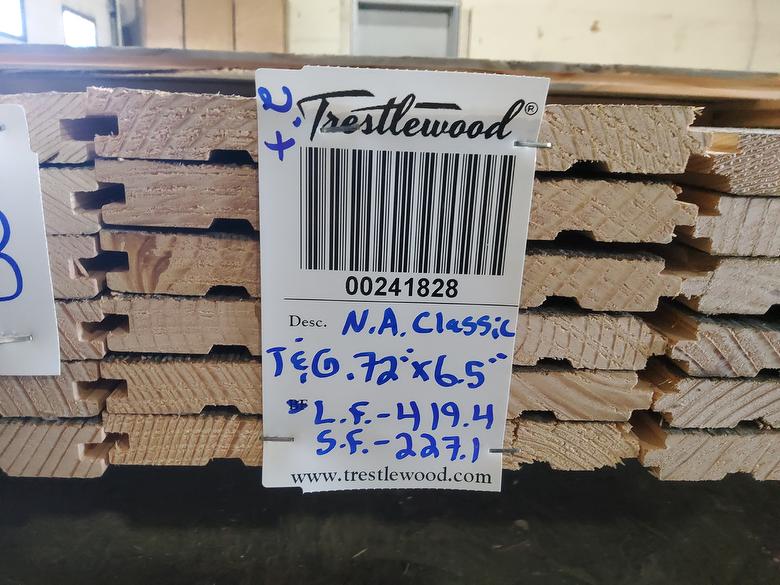 +2
Trestlewood®
00241828
Desc. N.A. Classic
T&G .72" x 6.5"
L.F.-419.4
S.F.-227.1
www.trestlewood.com